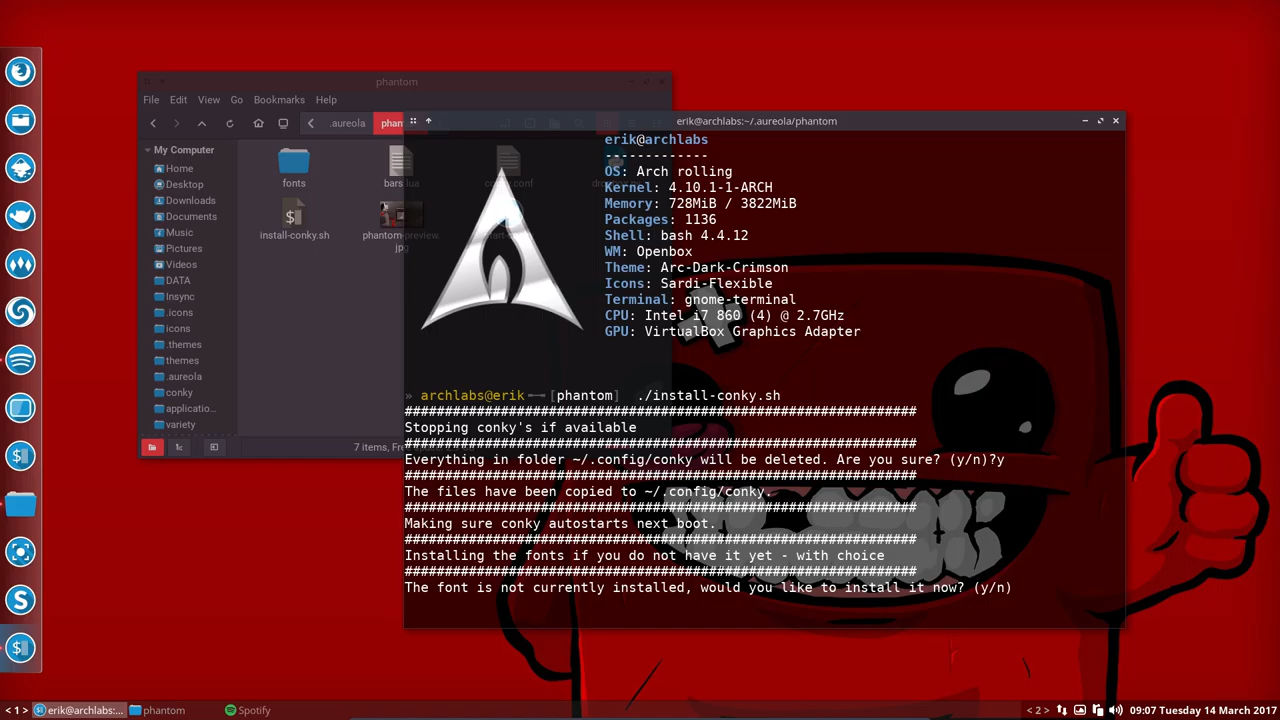 phantom
File Edit View Go Bookmarks Help
.aureola phan
My Computer
Home
Desktop
Downloads
Documents
Music
Pictures
Videos
DATA
Insync
.icons
icons
.themes
themes
.aureola
conky
applicatio...
variety
fonts
bars.lua
install-conky.sh
phantom-preview.
jpg
7 items,
erik@archlabs:~/.aureola/phantom
erik@archlabs
-------------
OS: Arch rolling
Kernel: 4.10.1-1-ARCH
Memory: 728MiB / 3822MiB
Packages: 1136
Shell: bash 4.4.12
WM: Openbox
Theme: Arc-Dark-Crimson
Icons: Sardi-Flexible
Terminal: gnome-terminal
CPU: Intel i7 860 (4) @ 2.7GHz
GPU: VirtualBox Graphics Adapter
» archlabs@erik [phantom] ./install-conky.sh
################################################################
Stopping conky's if available
################################################################
Everything in folder ~/.config/conky will be deleted. Are you sure? (y/n)?y
################################################################
The files have been copied to ~/.config/conky.
################################################################
Making sure conky autostarts next boot.
################################################################
Installing the fonts if you do not have it yet - with choice
################################################################
The font is not currently installed, would you like to install it now? (y/n)
< 1 > erik@archlabs:... phantom Spotify < 2 > 09:07 Tuesday 14 March 2017